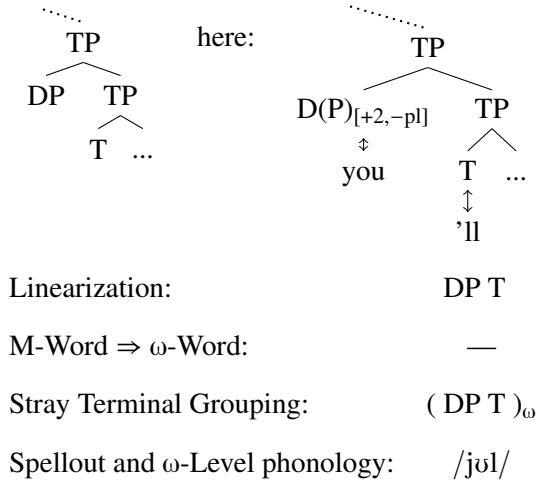 TP here: TP
DP TP D(P)[+2,−pl] TP
T ... you T ...
'll
Linearization: DP T
M-Word ⇒ ω-Word: —
Stray Terminal Grouping: ( DP T )ω
Spellout and ω-Level phonology: /jʊl/